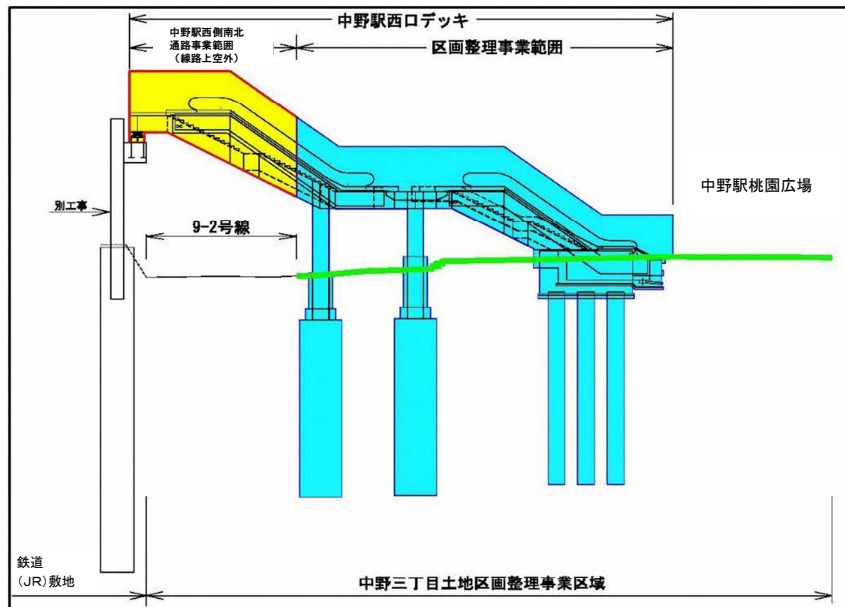 中野駅西口デッキ
中野駅西側南北
通路事業範囲
(線路上空外)
区画整理事業範囲
中野駅桃園広場
別工事
9-2号線
鉄道
(JR)敷地
中野三丁目土地区画整理事業区域